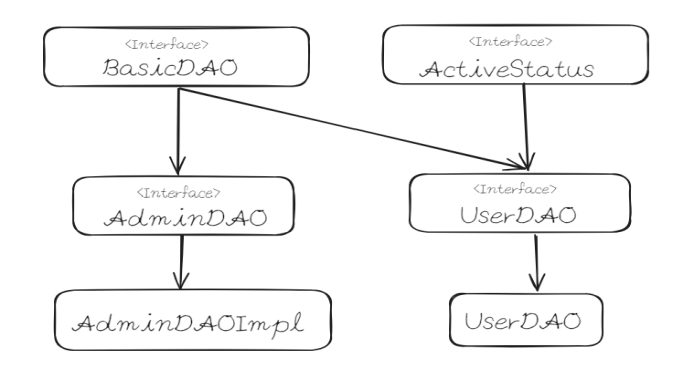 <Interface>
BasicDAO
<Interface>
ActiveStatus
<Interface>
AdminDAO
<Interface>
UserDAO
AdminDAOImpl
UserDAO